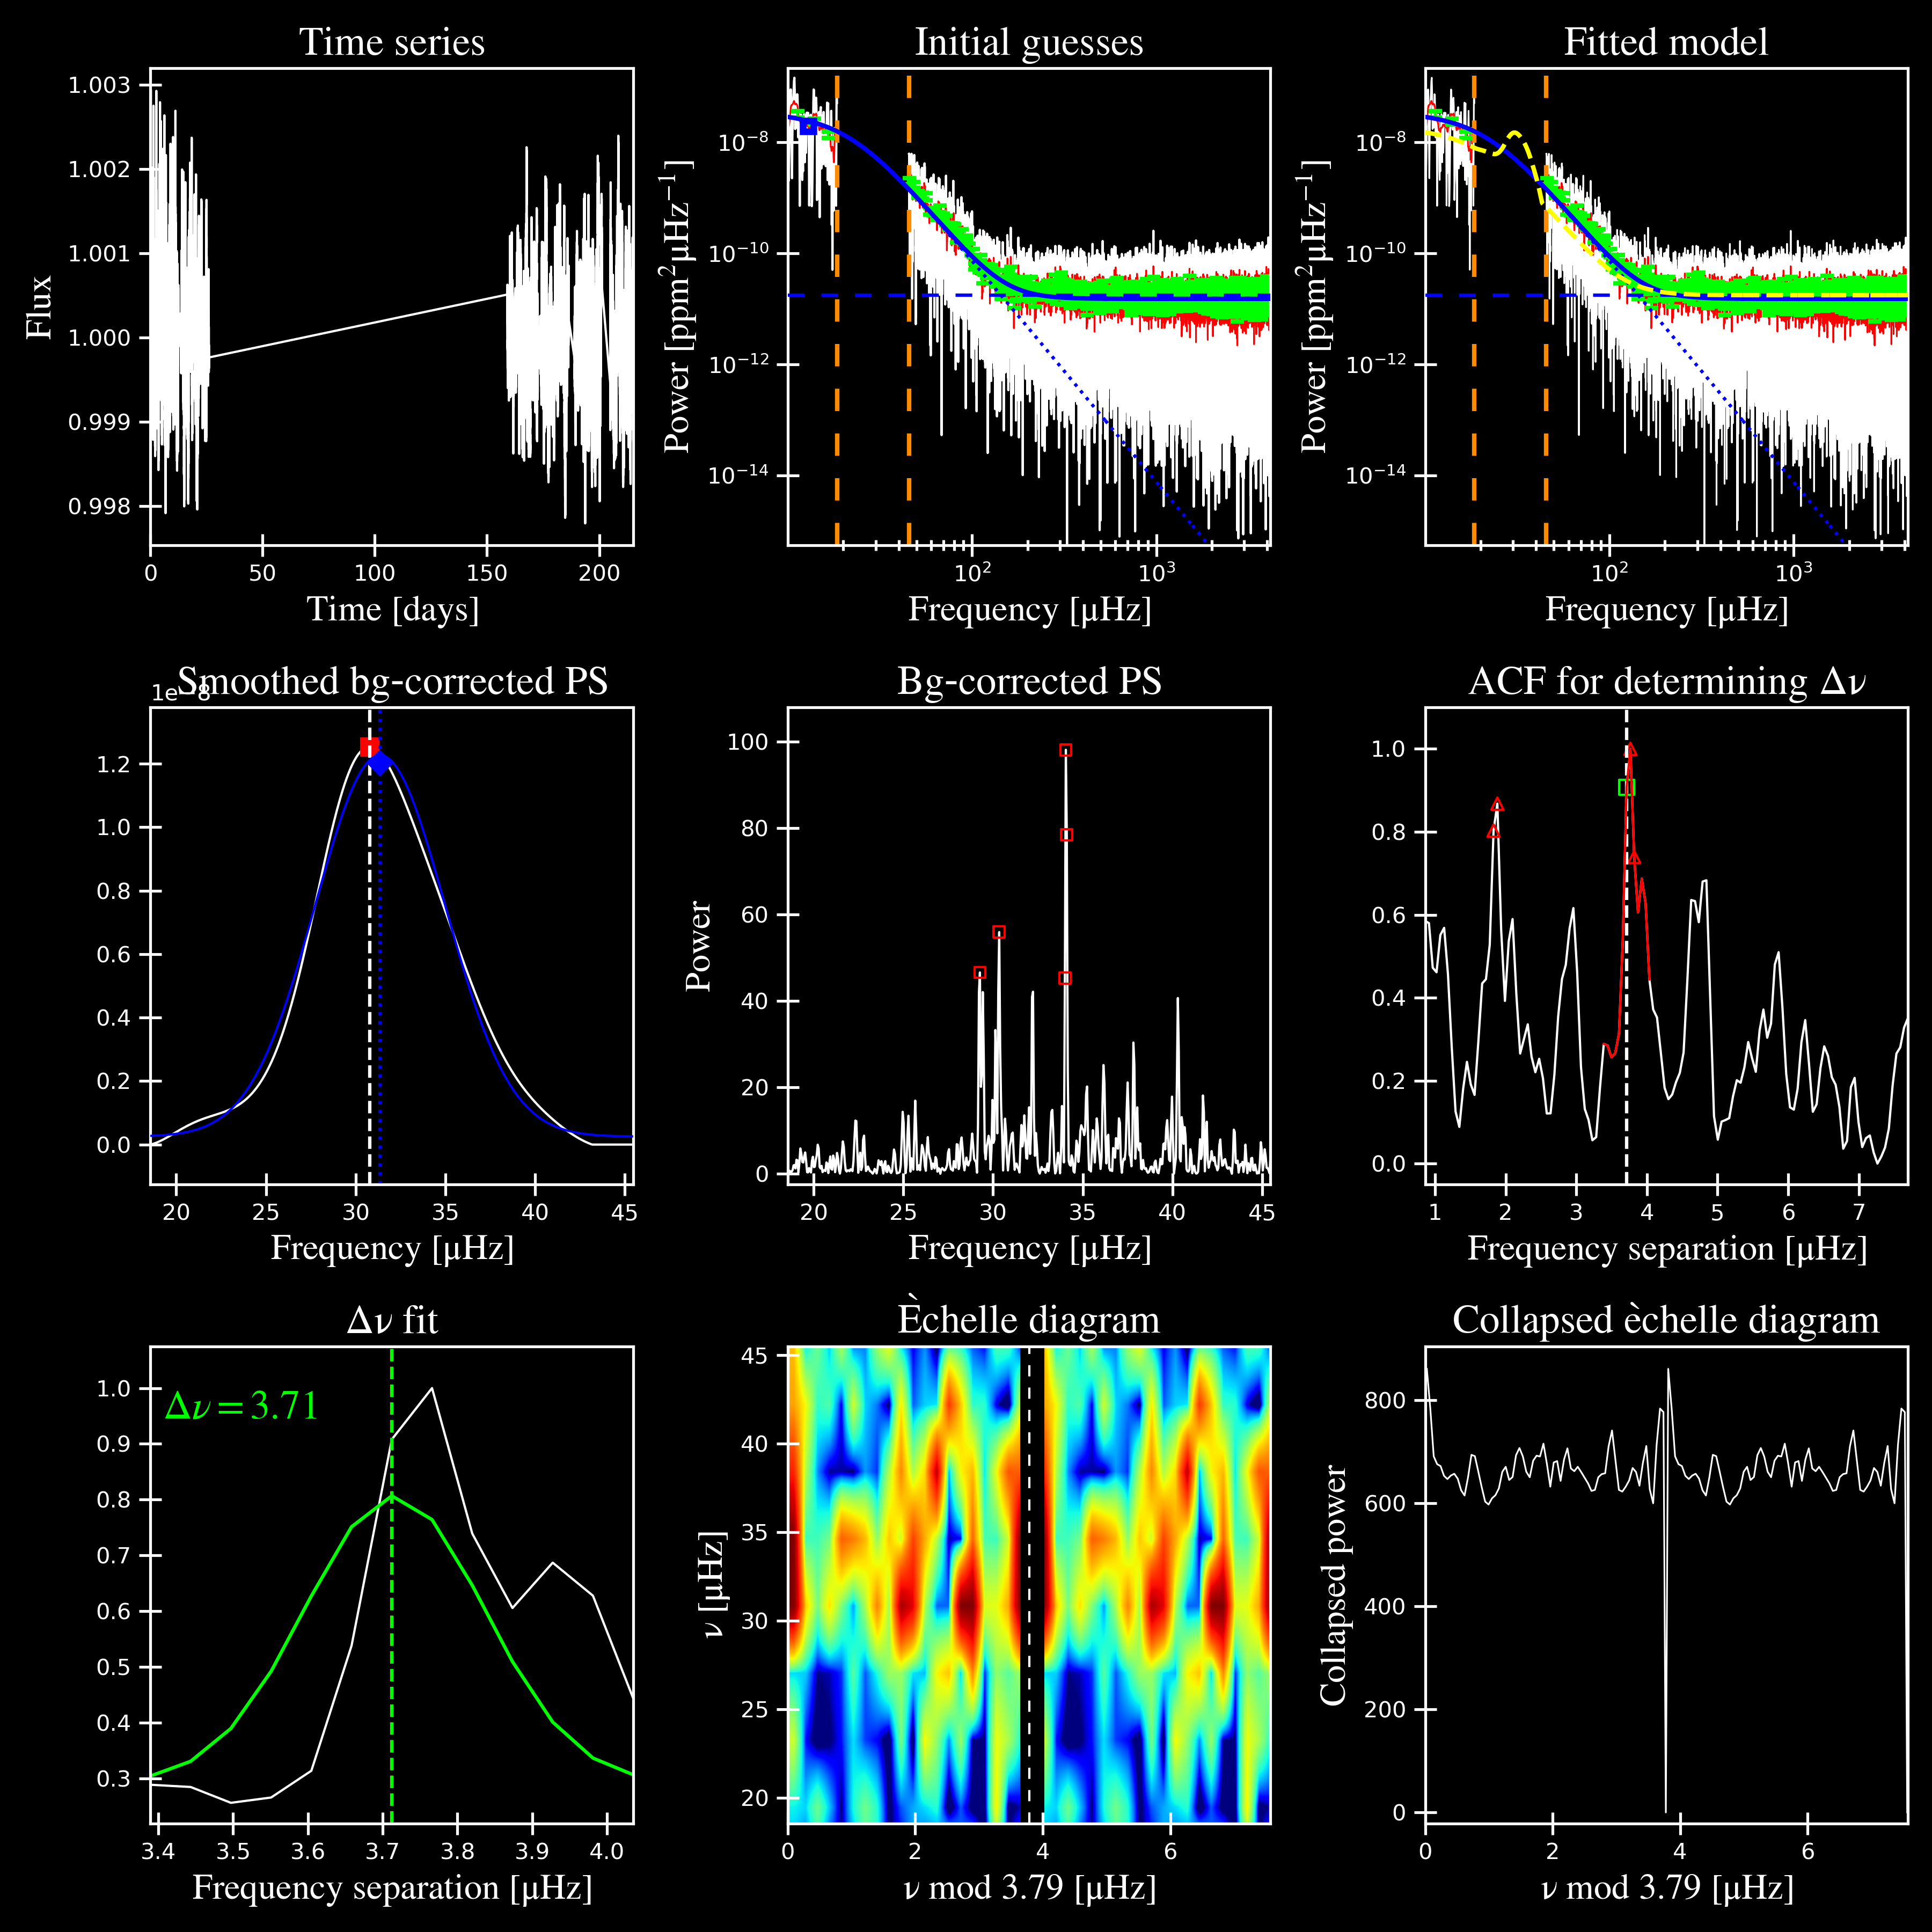 Time series
1.003
1.002
1.001
1.000
0.999
0.998
Flux
0 50 100 150 200
Time [days]
Initial guesses
10⁻⁸
10⁻¹⁰
10⁻¹²
10⁻¹⁴
Power [ppm²μHz⁻¹]
10² 10³
Frequency [μHz]
Fitted model
10⁻⁸
10⁻¹⁰
10⁻¹²
10⁻¹⁴
Power [ppm²μHz⁻¹]
10² 10³
Frequency [μHz]
Smoothed bg-corrected PS
1.2
1.0
0.8
0.6
0.4
0.2
0.0
20 25 30 35 40 45
Frequency [μHz]
Bg-corrected PS
100
80
60
40
20
0
Power
20 25 30 35 40 45
Frequency [μHz]
ACF for determining Δν
1.0
0.8
0.6
0.4
0.2
0.0
1 2 3 4 5 6 7
Frequency separation [μHz]
Δν fit
Δν = 3.71
1.0
0.9
0.8
0.7
0.6
0.5
0.4
0.3
3.4 3.5 3.6 3.7 3.8 3.9 4.0
Frequency separation [μHz]
Èchelle diagram
45
40
35
30
25
20
ν [μHz]
0 2 4 6
ν mod 3.79 [μHz]
Collapsed èchelle diagram
800
600
400
200
0
Collapsed power
0 2 4 6
ν mod 3.79 [μHz]